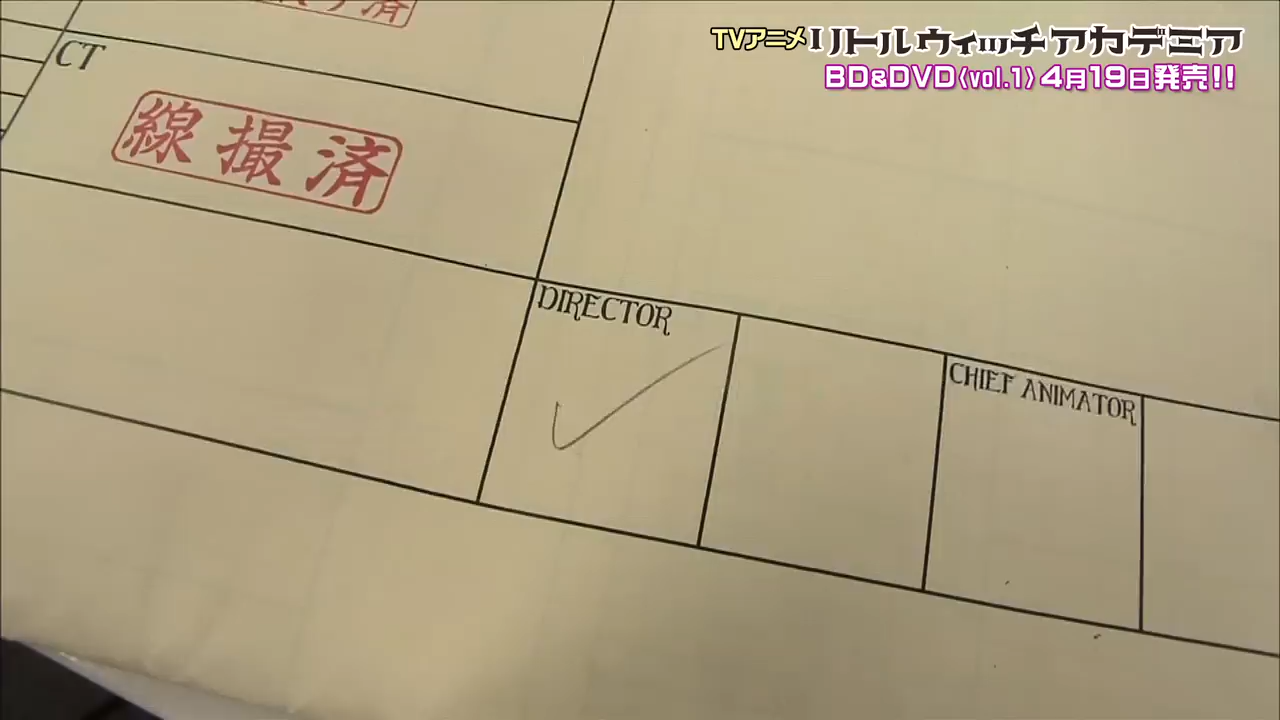 TVアニメ リトルウィッチアカデミア
BD&DVD〈vol.1〉4月19日発売!!
済
CT
線撮済
DIRECTOR
CHIEF ANIMATOR